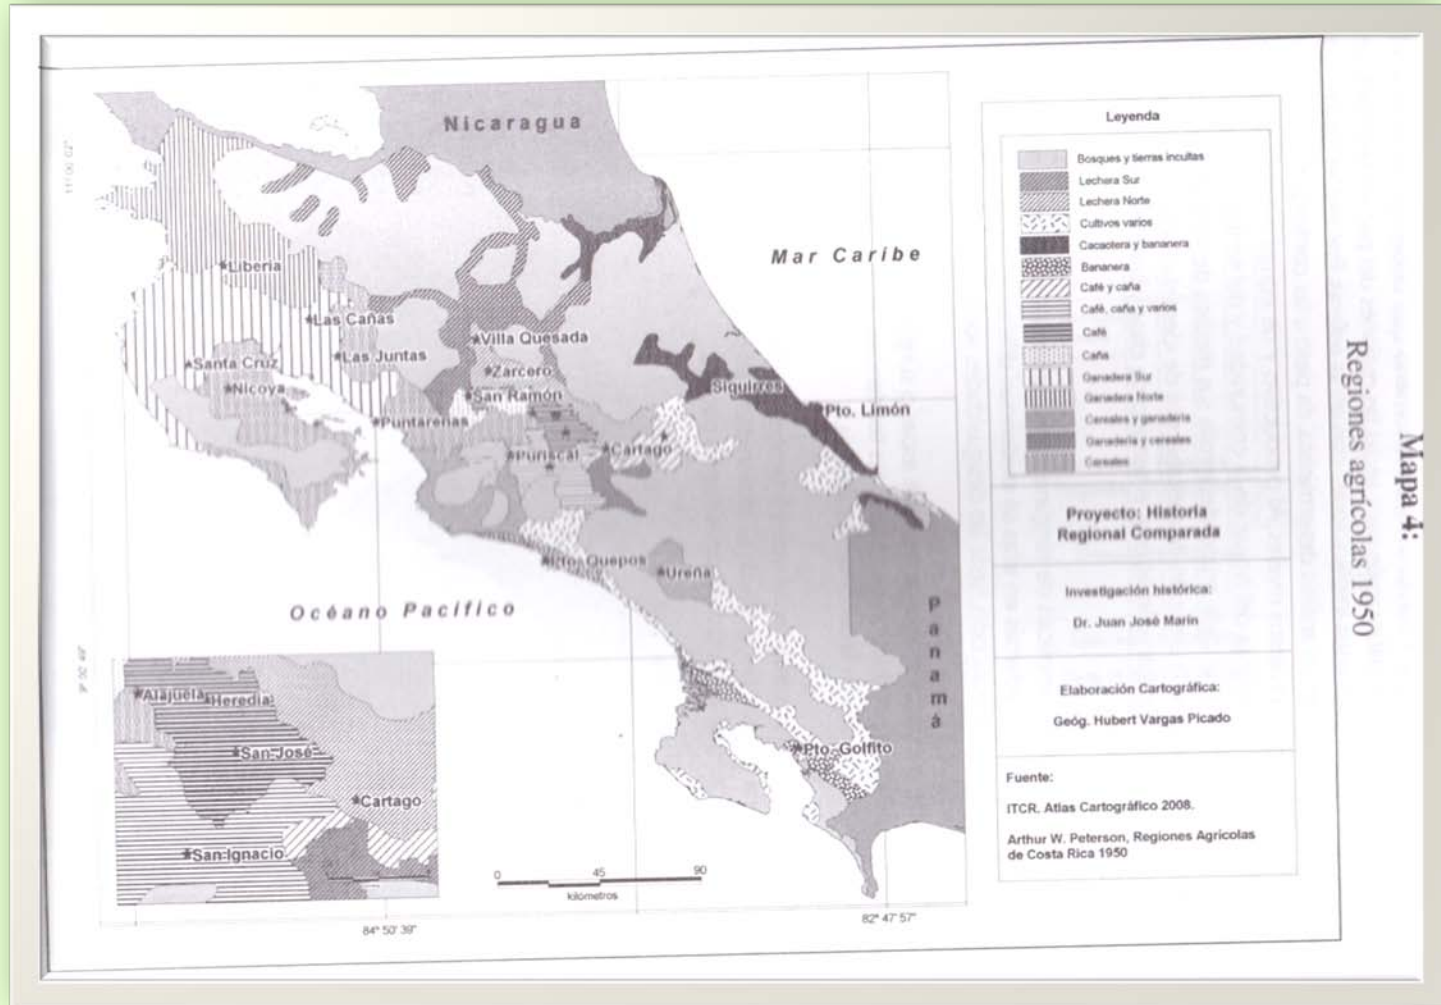 Mapa 4:
Regiones agrícolas 1950
Nicaragua
Mar Caribe
Océano Pacífico
Panamá
Liberia
Las Cañas
Las Juntas
Santa Cruz
Nicoya
Villa Quesada
Zarcero
San Ramón
Puntarenas
Puriscal
Cartago
Siquirres
Pto. Limón
Pto. Quepos
Ureña
Pto. Golfito
Alajuela
Heredia
San José
Cartago
San Ignacio
0 45 90
kilómetros
84° 50' 39"
82° 47' 57"
Leyenda
Bosques y tierras incultas
Lechera Sur
Lechera Norte
Cultivos varios
Cacaotera y bananera
Bananera
Café y caña
Café, caña y varios
Café
Caña
Ganadera Sur
Ganadera Norte
Cereales y ganadería
Ganadería y cereales
Cereales
Proyecto: Historia
Regional Comparada
Investigación histórica:
Dr. Juan José Marín
Elaboración Cartográfica:
Geóg. Hubert Vargas Picado
Fuente:
ITCR. Atlas Cartográfico 2008.
Arthur W. Peterson, Regiones Agrícolas
de Costa Rica 1950